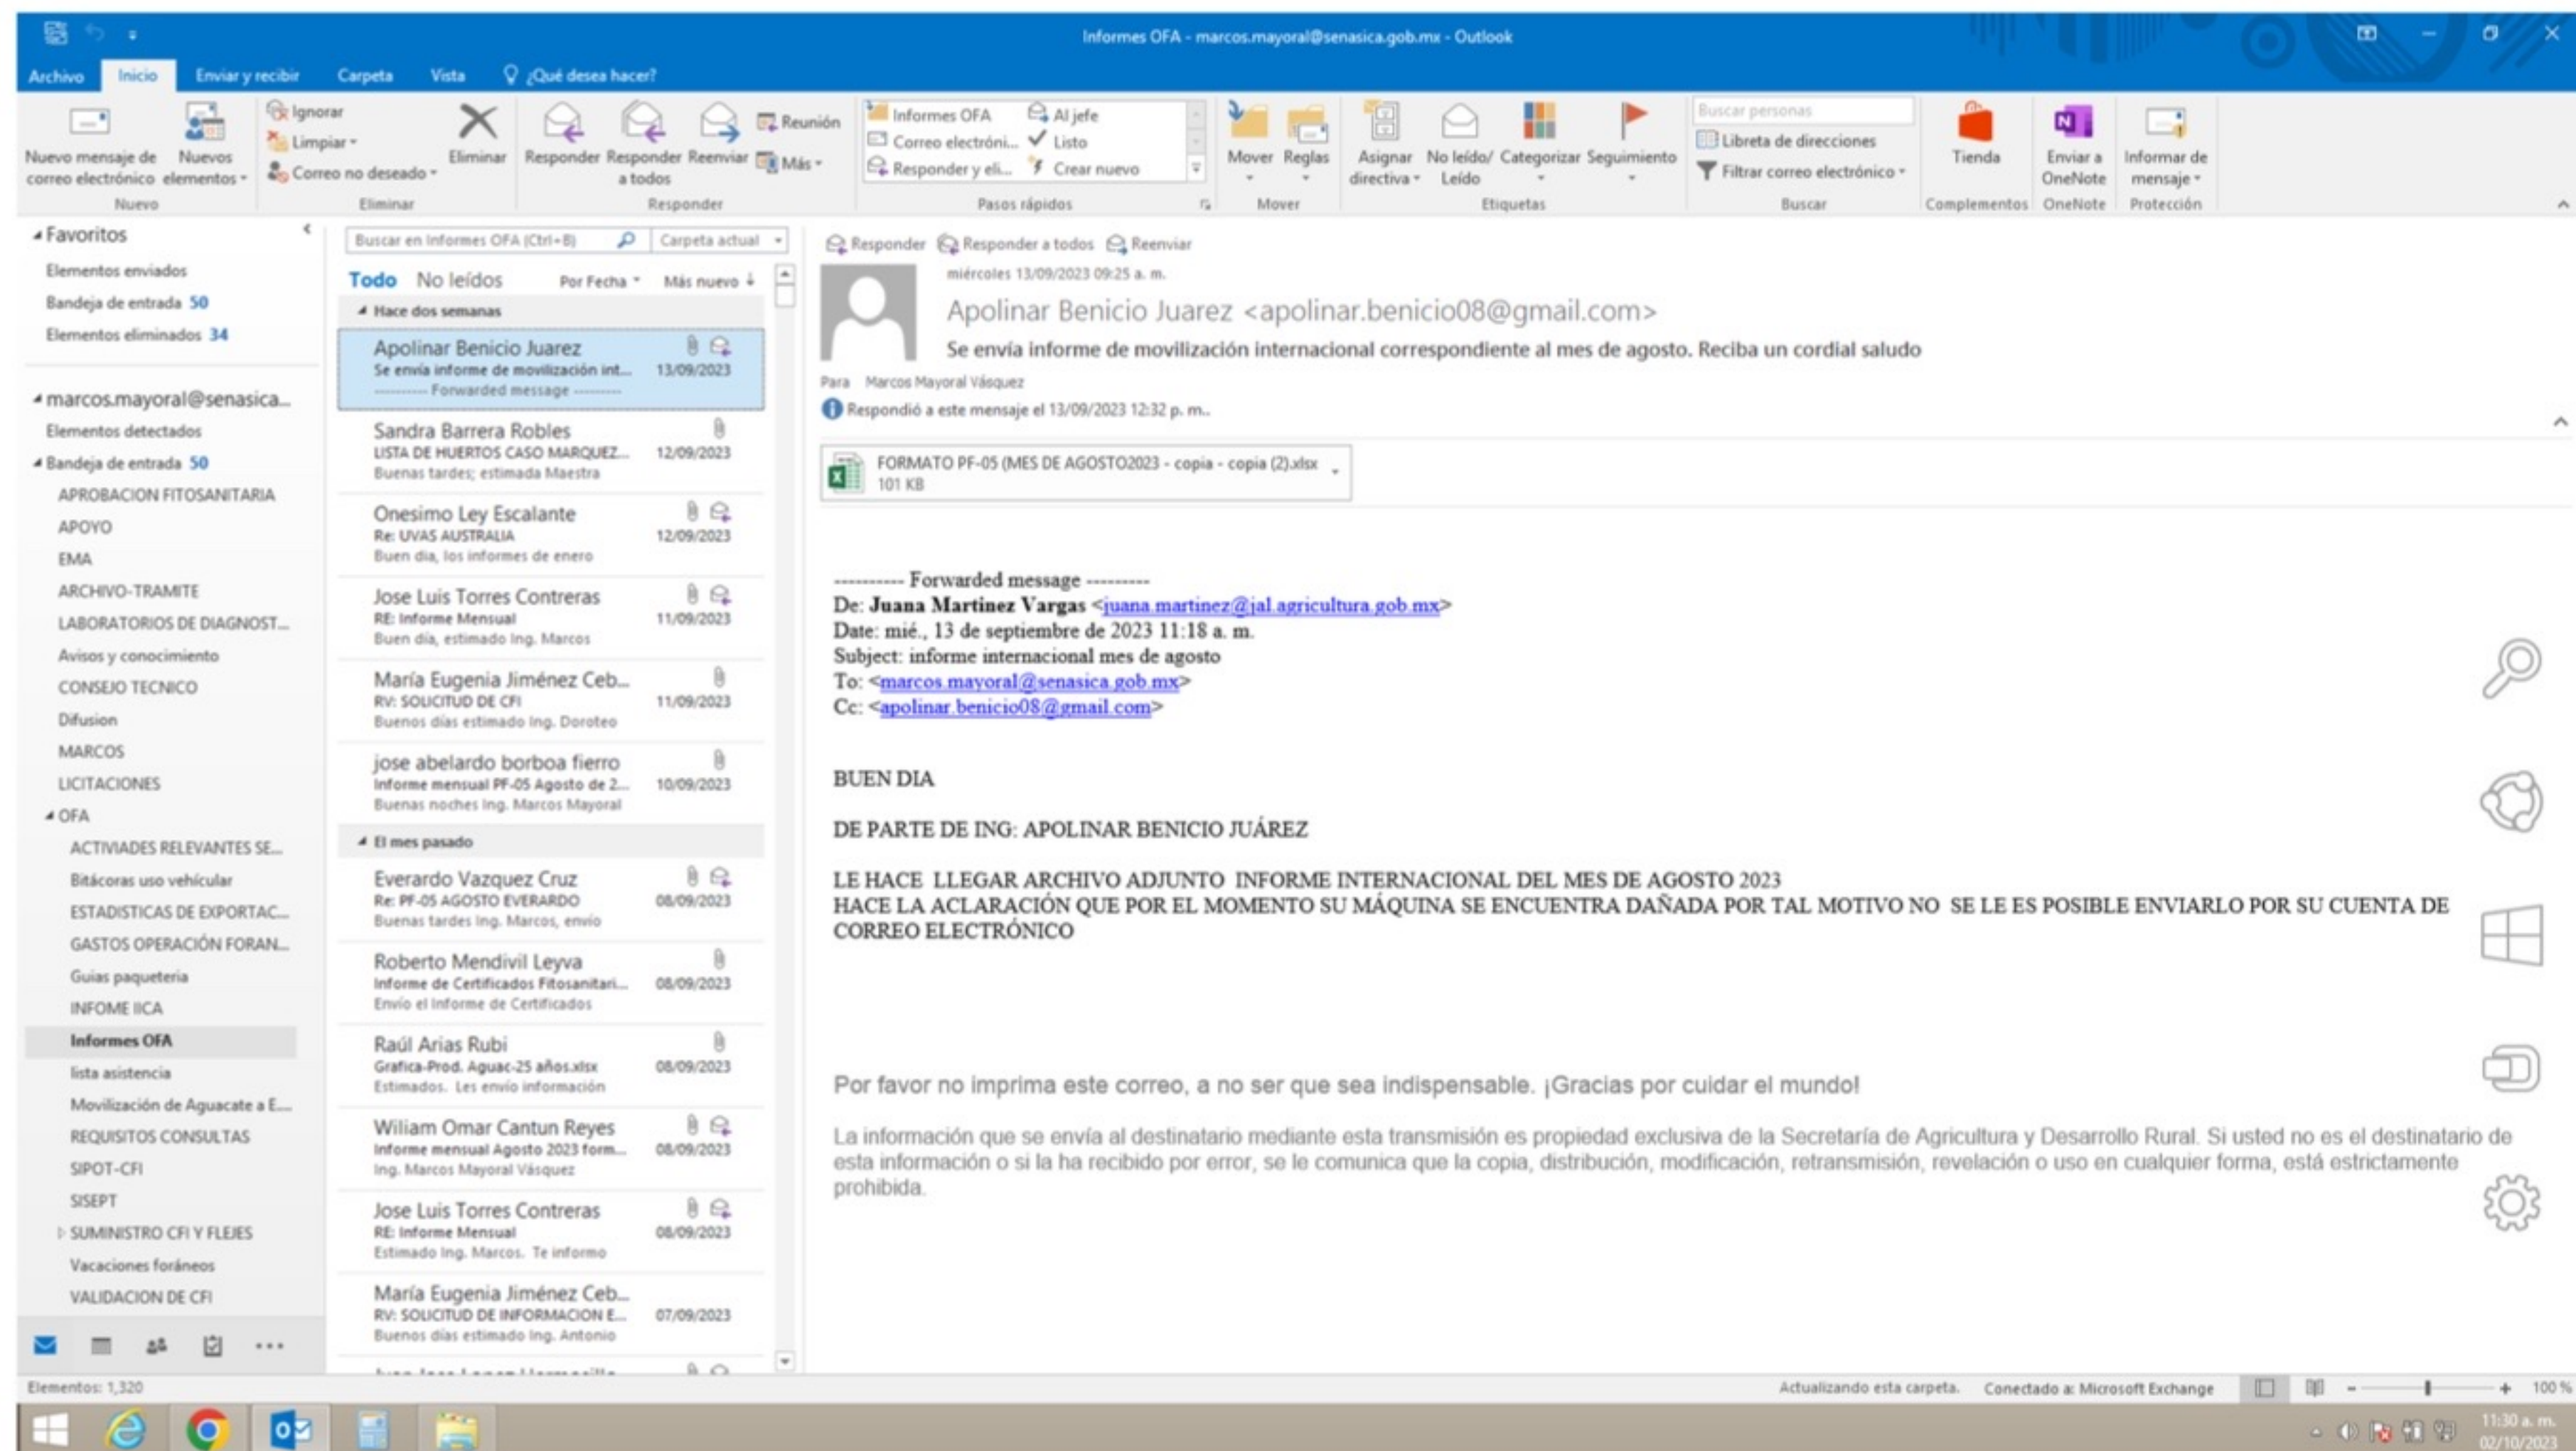 Informes OFA - marcos.mayoral@senasica.gob.mx - Outlook
Archivo Inicio Enviar y recibir Carpeta Vista ¿Qué desea hacer?
Nuevo mensaje de correo electrónico
Nuevos elementos
Nuevo
Ignorar
Limpiar
Correo no deseado
Eliminar
Eliminar
Responder
Responder a todos
Reenviar
Reunión
Más
Responder
Informes OFA
Correo electróni...
Responder y eli...
Al jefe
Listo
Crear nuevo
Pasos rápidos
Mover
Reglas
Mover
Asignar directiva
No leído/ Leído
Categorizar
Seguimiento
Etiquetas
Buscar personas
Libreta de direcciones
Filtrar correo electrónico
Buscar
Tienda
Complementos
Enviar a OneNote
OneNote
Informar de mensaje
Protección
Favoritos
Elementos enviados
Bandeja de entrada 50
Elementos eliminados 34
marcos.mayoral@senasica...
Elementos detectados
Bandeja de entrada 50
APROBACION FITOSANITARIA
APOYO
EMA
ARCHIVO-TRAMITE
LABORATORIOS DE DIAGNOST...
Avisos y conocimiento
CONSEJO TECNICO
Difusion
MARCOS
LICITACIONES
OFA
ACTIVIADES RELEVANTES SE...
Bitácoras uso vehícular
ESTADISTICAS DE EXPORTAC...
GASTOS OPERACIÓN FORAN...
Guias paqueteria
INFOME IICA
Informes OFA
lista asistencia
Movilización de Aguacate a E...
REQUISITOS CONSULTAS
SIPOT-CFI
SISEPT
SUMINISTRO CFI Y FLEJES
Vacaciones foráneos
VALIDACION DE CFI
Elementos: 1,320
Buscar en Informes OFA (Ctrl+B) Carpeta actual
Todo No leídos Por Fecha Más nuevo
Hace dos semanas
Apolinar Benicio Juarez
Se envía informe de movilización int... 13/09/2023
---------- Forwarded message ---------
Sandra Barrera Robles
LISTA DE HUERTOS CASO MARQUEZ... 12/09/2023
Buenas tardes; estimada Maestra
Onesimo Ley Escalante
Re: UVAS AUSTRALIA 12/09/2023
Buen dia, los informes de enero
Jose Luis Torres Contreras
RE: Informe Mensual 11/09/2023
Buen día, estimado Ing. Marcos
María Eugenia Jiménez Ceb...
RV: SOLICITUD DE CFI 11/09/2023
Buenos días estimado Ing. Doroteo
jose abelardo borboa fierro
Informe mensual PF-05 Agosto de 2... 10/09/2023
Buenas noches Ing. Marcos Mayoral
El mes pasado
Everardo Vazquez Cruz
Re: PF-05 AGOSTO EVERARDO 08/09/2023
Buenas tardes Ing. Marcos, envío
Roberto Mendivil Leyva
Informe de Certificados Fitosanitari... 08/09/2023
Envío el Informe de Certificados
Raúl Arias Rubi
Grafica-Prod. Aguac-25 años.xlsx 08/09/2023
Estimados. Les envío información
Wiliam Omar Cantun Reyes
Informe mensual Agosto 2023 form... 08/09/2023
Ing. Marcos Mayoral Vásquez
Jose Luis Torres Contreras
RE: Informe Mensual 08/09/2023
Estimado Ing. Marcos. Te informo
María Eugenia Jiménez Ceb...
RV: SOLICITUD DE INFORMACION E... 07/09/2023
Buenos días estimado Ing. Antonio
Responder Responder a todos Reenviar
miércoles 13/09/2023 09:25 a. m.
Apolinar Benicio Juarez <apolinar.benicio08@gmail.com>
Se envía informe de movilización internacional correspondiente al mes de agosto. Reciba un cordial saludo
Para Marcos Mayoral Vásquez
Respondió a este mensaje el 13/09/2023 12:32 p. m..
FORMATO PF-05 (MES DE AGOSTO2023 - copia - copia (2).xlsx
101 KB
---------- Forwarded message ---------
De: Juana Martinez Vargas <juana.martinez@jal.agricultura.gob.mx>
Date: mié., 13 de septiembre de 2023 11:18 a. m.
Subject: informe internacional mes de agosto
To: <marcos.mayoral@senasica.gob.mx>
Cc: <apolinar.benicio08@gmail.com>
BUEN DIA
DE PARTE DE ING: APOLINAR BENICIO JUÁREZ
LE HACE LLEGAR ARCHIVO ADJUNTO INFORME INTERNACIONAL DEL MES DE AGOSTO 2023
HACE LA ACLARACIÓN QUE POR EL MOMENTO SU MÁQUINA SE ENCUENTRA DAÑADA POR TAL MOTIVO NO SE LE ES POSIBLE ENVIARLO POR SU CUENTA DE
CORREO ELECTRÓNICO
Por favor no imprima este correo, a no ser que sea indispensable. ¡Gracias por cuidar el mundo!
La información que se envía al destinatario mediante esta transmisión es propiedad exclusiva de la Secretaría de Agricultura y Desarrollo Rural. Si usted no es el destinatario de
esta información o si la ha recibido por error, se le comunica que la copia, distribución, modificación, retransmisión, revelación o uso en cualquier forma, está estrictamente
prohibida.
Actualizando esta carpeta. Conectado a: Microsoft Exchange 100 %
11:30 a. m.
02/10/2023